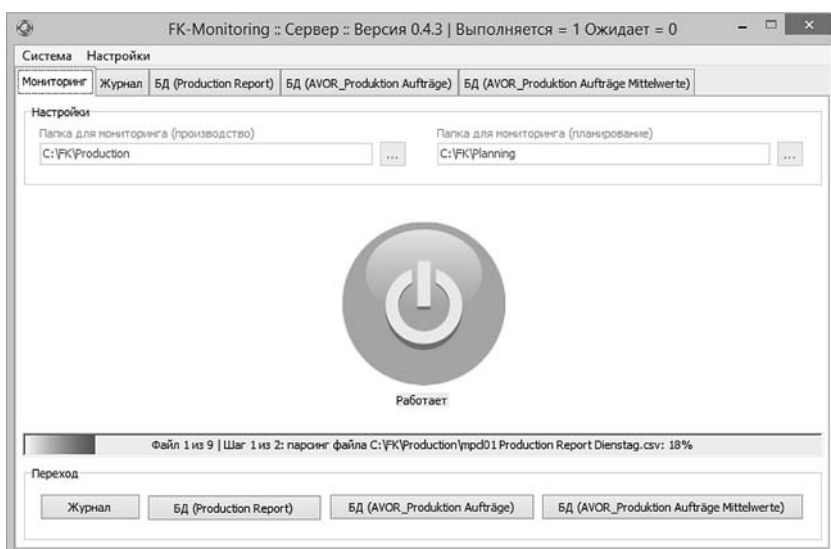 FK-Monitoring :: Сервер :: Версия 0.4.3 | Выполняется = 1 Ожидает = 0
Система Настройки
Мониторинг Журнал БД (Production Report) БД (AVOR_Produktion Aufträge) БД (AVOR_Produktion Aufträge Mittelwerte)
Настройки
Папка для мониторинга (производство) Папка для мониторинга (планирование)
C:\FK\Production ... C:\FK\Planning ...
Работает
Файл 1 из 9 | Шаг 1 из 2: парсинг файла C:\FK\Production\mpcl01 Production Report Dienstag.csv: 18%
Переход
Журнал БД (Production Report) БД (AVOR_Produktion Aufträge) БД (AVOR_Produktion Aufträge Mittelwerte)